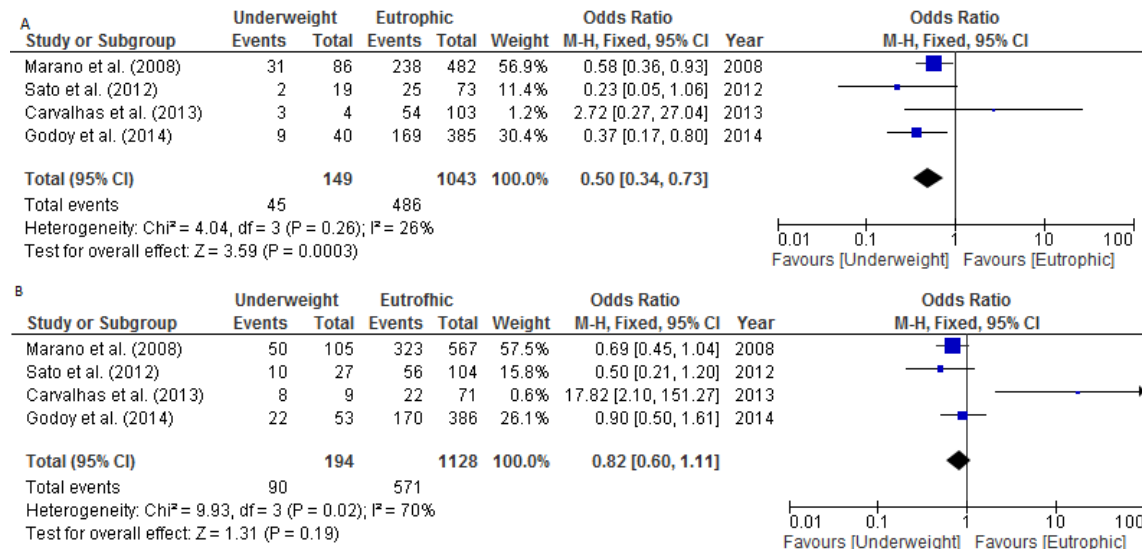 A
Underweight Eutrophic Odds Ratio Odds Ratio
Study or Subgroup Events Total Events Total Weight M-H, Fixed, 95% CI Year M-H, Fixed, 95% CI
Marano et al. (2008) 31 86 238 482 56.9% 0.58 [0.36, 0.93] 2008
Sato et al. (2012) 2 19 25 73 11.4% 0.23 [0.05, 1.06] 2012
Carvalhas et al. (2013) 3 4 54 103 1.2% 2.72 [0.27, 27.04] 2013
Godoy et al. (2014) 9 40 169 385 30.4% 0.37 [0.17, 0.80] 2014
Total (95% CI) 149 1043 100.0% 0.50 [0.34, 0.73]
Total events 45 486
Heterogeneity: Chi² = 4.04, df = 3 (P = 0.26); I² = 26%
Test for overall effect: Z = 3.59 (P = 0.0003)
0.01 0.1 1 10 100
Favours [Underweight] Favours [Eutrophic]
B
Underweight Eutrofhic Odds Ratio Odds Ratio
Study or Subgroup Events Total Events Total Weight M-H, Fixed, 95% CI Year M-H, Fixed, 95% CI
Marano et al. (2008) 50 105 323 567 57.5% 0.69 [0.45, 1.04] 2008
Sato et al. (2012) 10 27 56 104 15.8% 0.50 [0.21, 1.20] 2012
Carvalhas et al. (2013) 8 9 22 71 0.6% 17.82 [2.10, 151.27] 2013
Godoy et al. (2014) 22 53 170 386 26.1% 0.90 [0.50, 1.61] 2014
Total (95% CI) 194 1128 100.0% 0.82 [0.60, 1.11]
Total events 90 571
Heterogeneity: Chi² = 9.93, df = 3 (P = 0.02); I² = 70%
Test for overall effect: Z = 1.31 (P = 0.19)
0.01 0.1 1 10 100
Favours [Underweight] Favours [Eutrophic]